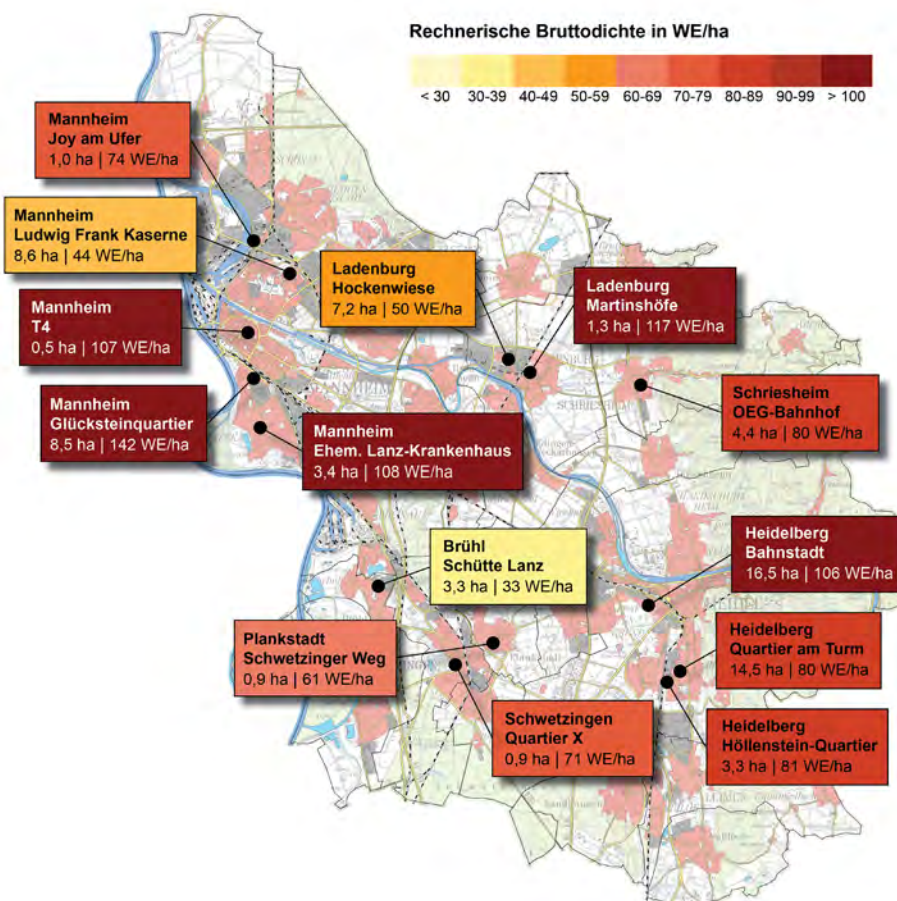 Rechnerische Bruttodichte in WE/ha
< 30 30-39 40-49 50-59 60-69 70-79 80-89 90-99 > 100
Mannheim
Joy am Ufer
1,0 ha | 74 WE/ha
Mannheim
Ludwig Frank Kaserne
8,6 ha | 44 WE/ha
Ladenburg
Hockenwiese
7,2 ha | 50 WE/ha
Ladenburg
Martinshöfe
1,3 ha | 117 WE/ha
Mannheim
T4
0,5 ha | 107 WE/ha
Mannheim
Glücksteinquartier
8,5 ha | 142 WE/ha
Mannheim
Ehem. Lanz-Krankenhaus
3,4 ha | 108 WE/ha
Schriesheim
OEG-Bahnhof
4,4 ha | 80 WE/ha
Brühl
Schütte Lanz
3,3 ha | 33 WE/ha
Heidelberg
Bahnstadt
16,5 ha | 106 WE/ha
Plankstadt
Schwetzinger Weg
0,9 ha | 61 WE/ha
Heidelberg
Quartier am Turm
14,5 ha | 80 WE/ha
Schwetzingen
Quartier X
0,9 ha | 71 WE/ha
Heidelberg
Höllenstein-Quartier
3,3 ha | 81 WE/ha